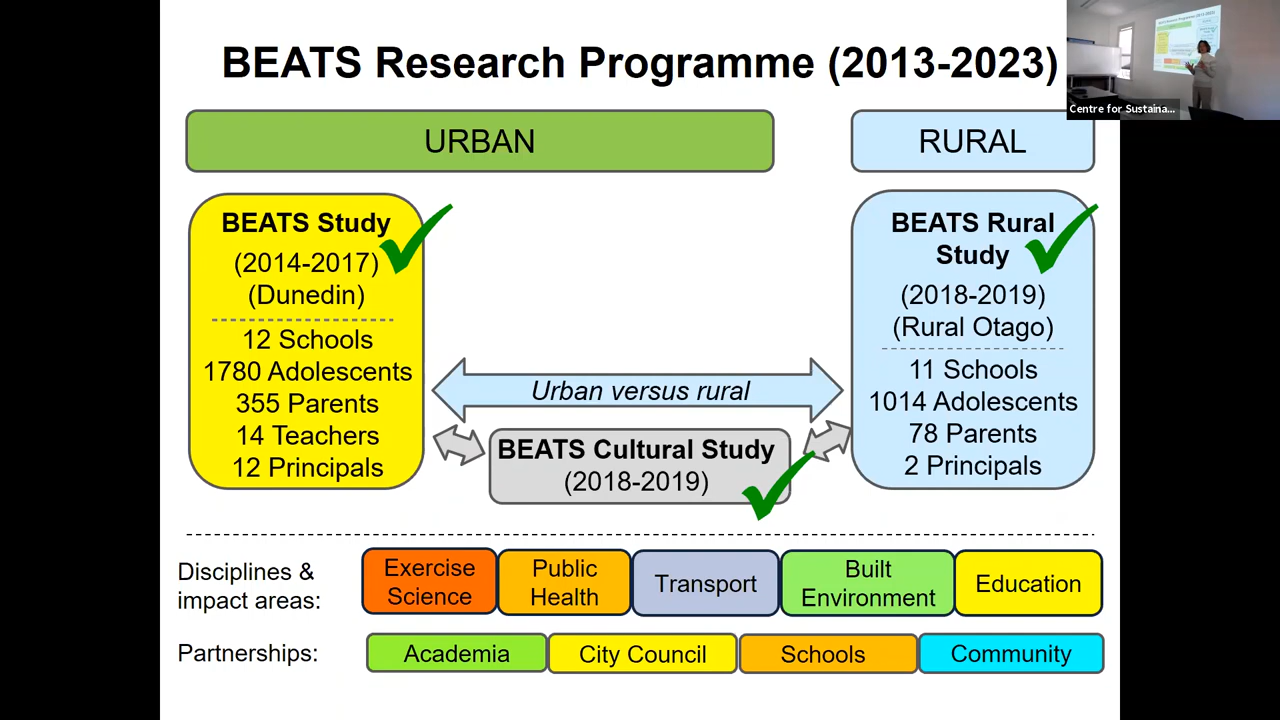 BEATS Research Programme (2013-2023)
Centre for Sustaina...
URBAN
RURAL
BEATS Study
(2014-2017)
(Dunedin)
12 Schools
1780 Adolescents
355 Parents
14 Teachers
12 Principals
Urban versus rural
BEATS Cultural Study
(2018-2019)
BEATS Rural
Study
(2018-2019)
(Rural Otago)
11 Schools
1014 Adolescents
78 Parents
2 Principals
Disciplines &
impact areas:
Exercise
Science
Public
Health
Transport
Built
Environment
Education
Partnerships:
Academia
City Council
Schools
Community